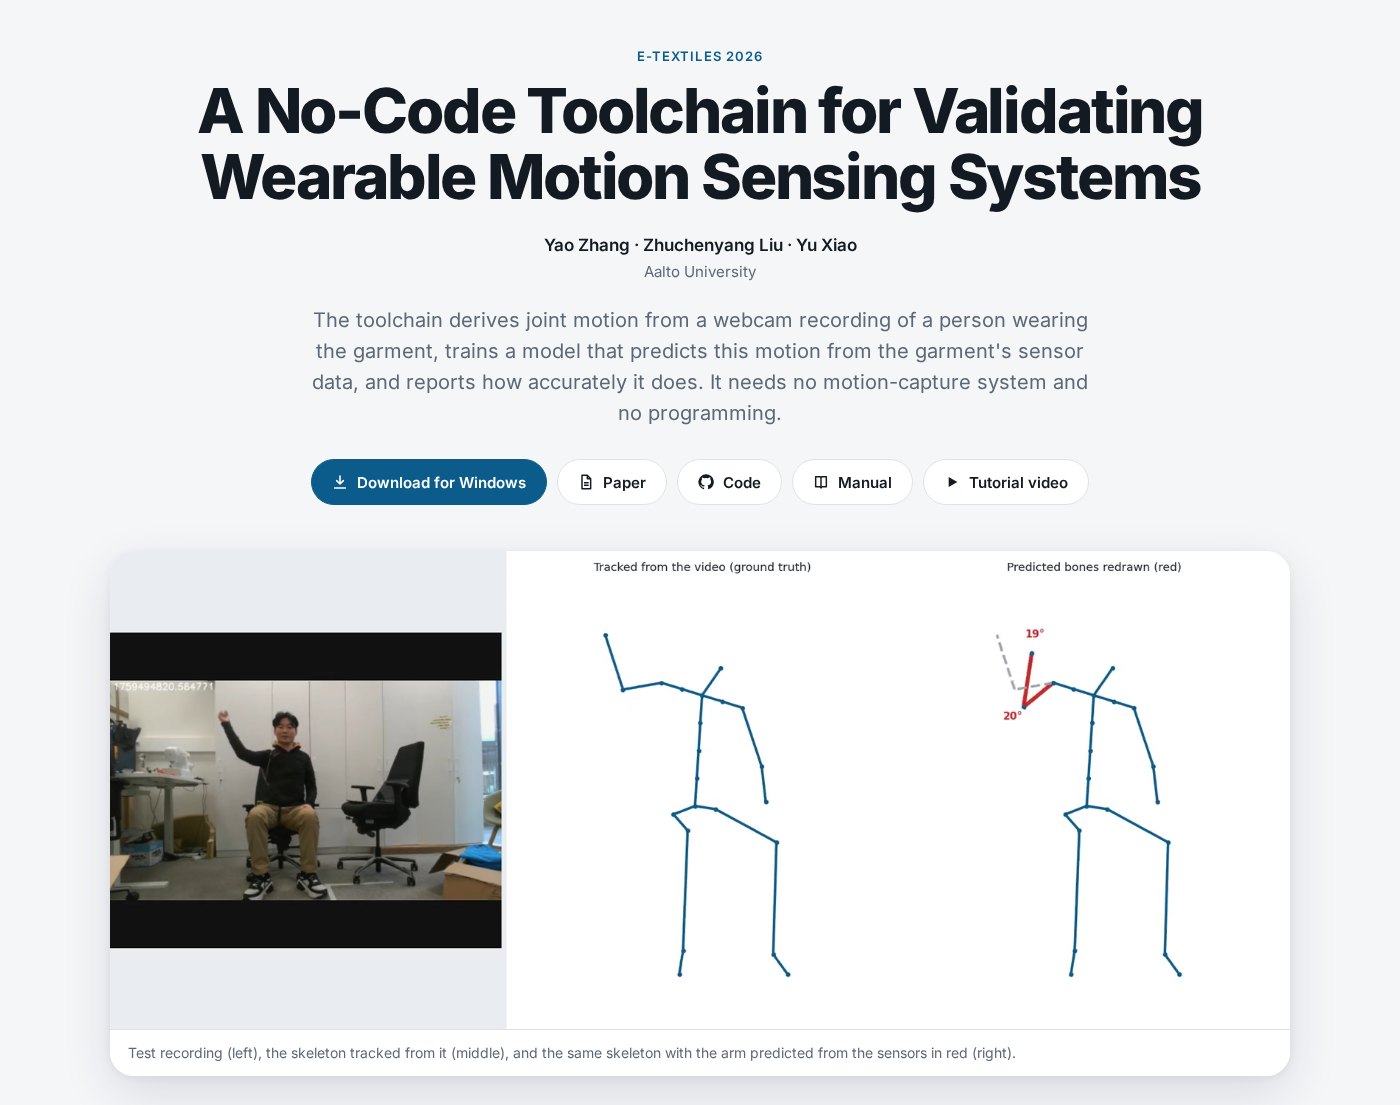 E-TEXTILES 2026
A No-Code Toolchain for Validating
Wearable Motion Sensing Systems
Yao Zhang · Zhuchenyang Liu · Yu Xiao
Aalto University
The toolchain derives joint motion from a webcam recording of a person wearing
the garment, trains a model that predicts this motion from the garment's sensor
data, and reports how accurately it does. It needs no motion-capture system and
no programming.
Download for Windows
Paper
Code
Manual
Tutorial video
Tracked from the video (ground truth)
Predicted bones redrawn (red)
19°
20°
1759494820.584771
Test recording (left), the skeleton tracked from it (middle), and the same skeleton with the arm predicted from the sensors in red (right).